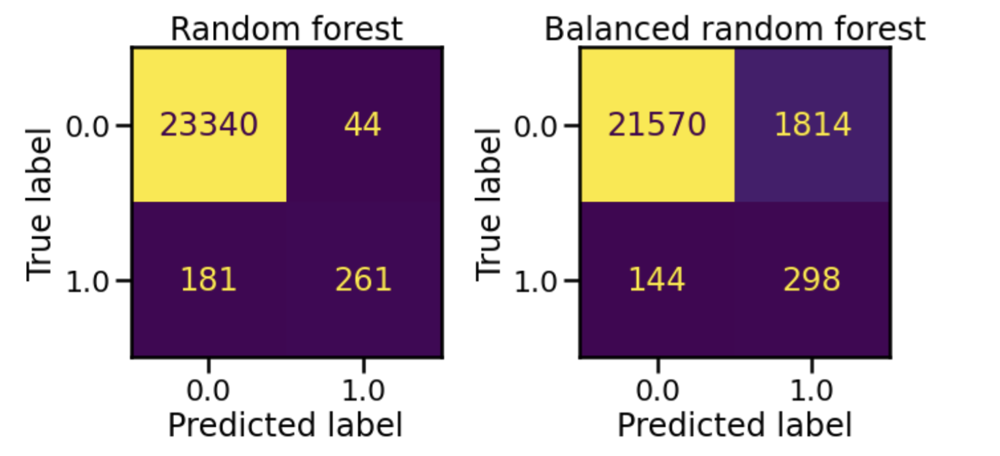 Random forest
True label
0.0
23340
44
1.0
181
261
0.0
1.0
Predicted label
Balanced random forest
True label
0.0
21570
1814
1.0
144
298
0.0
1.0
Predicted label